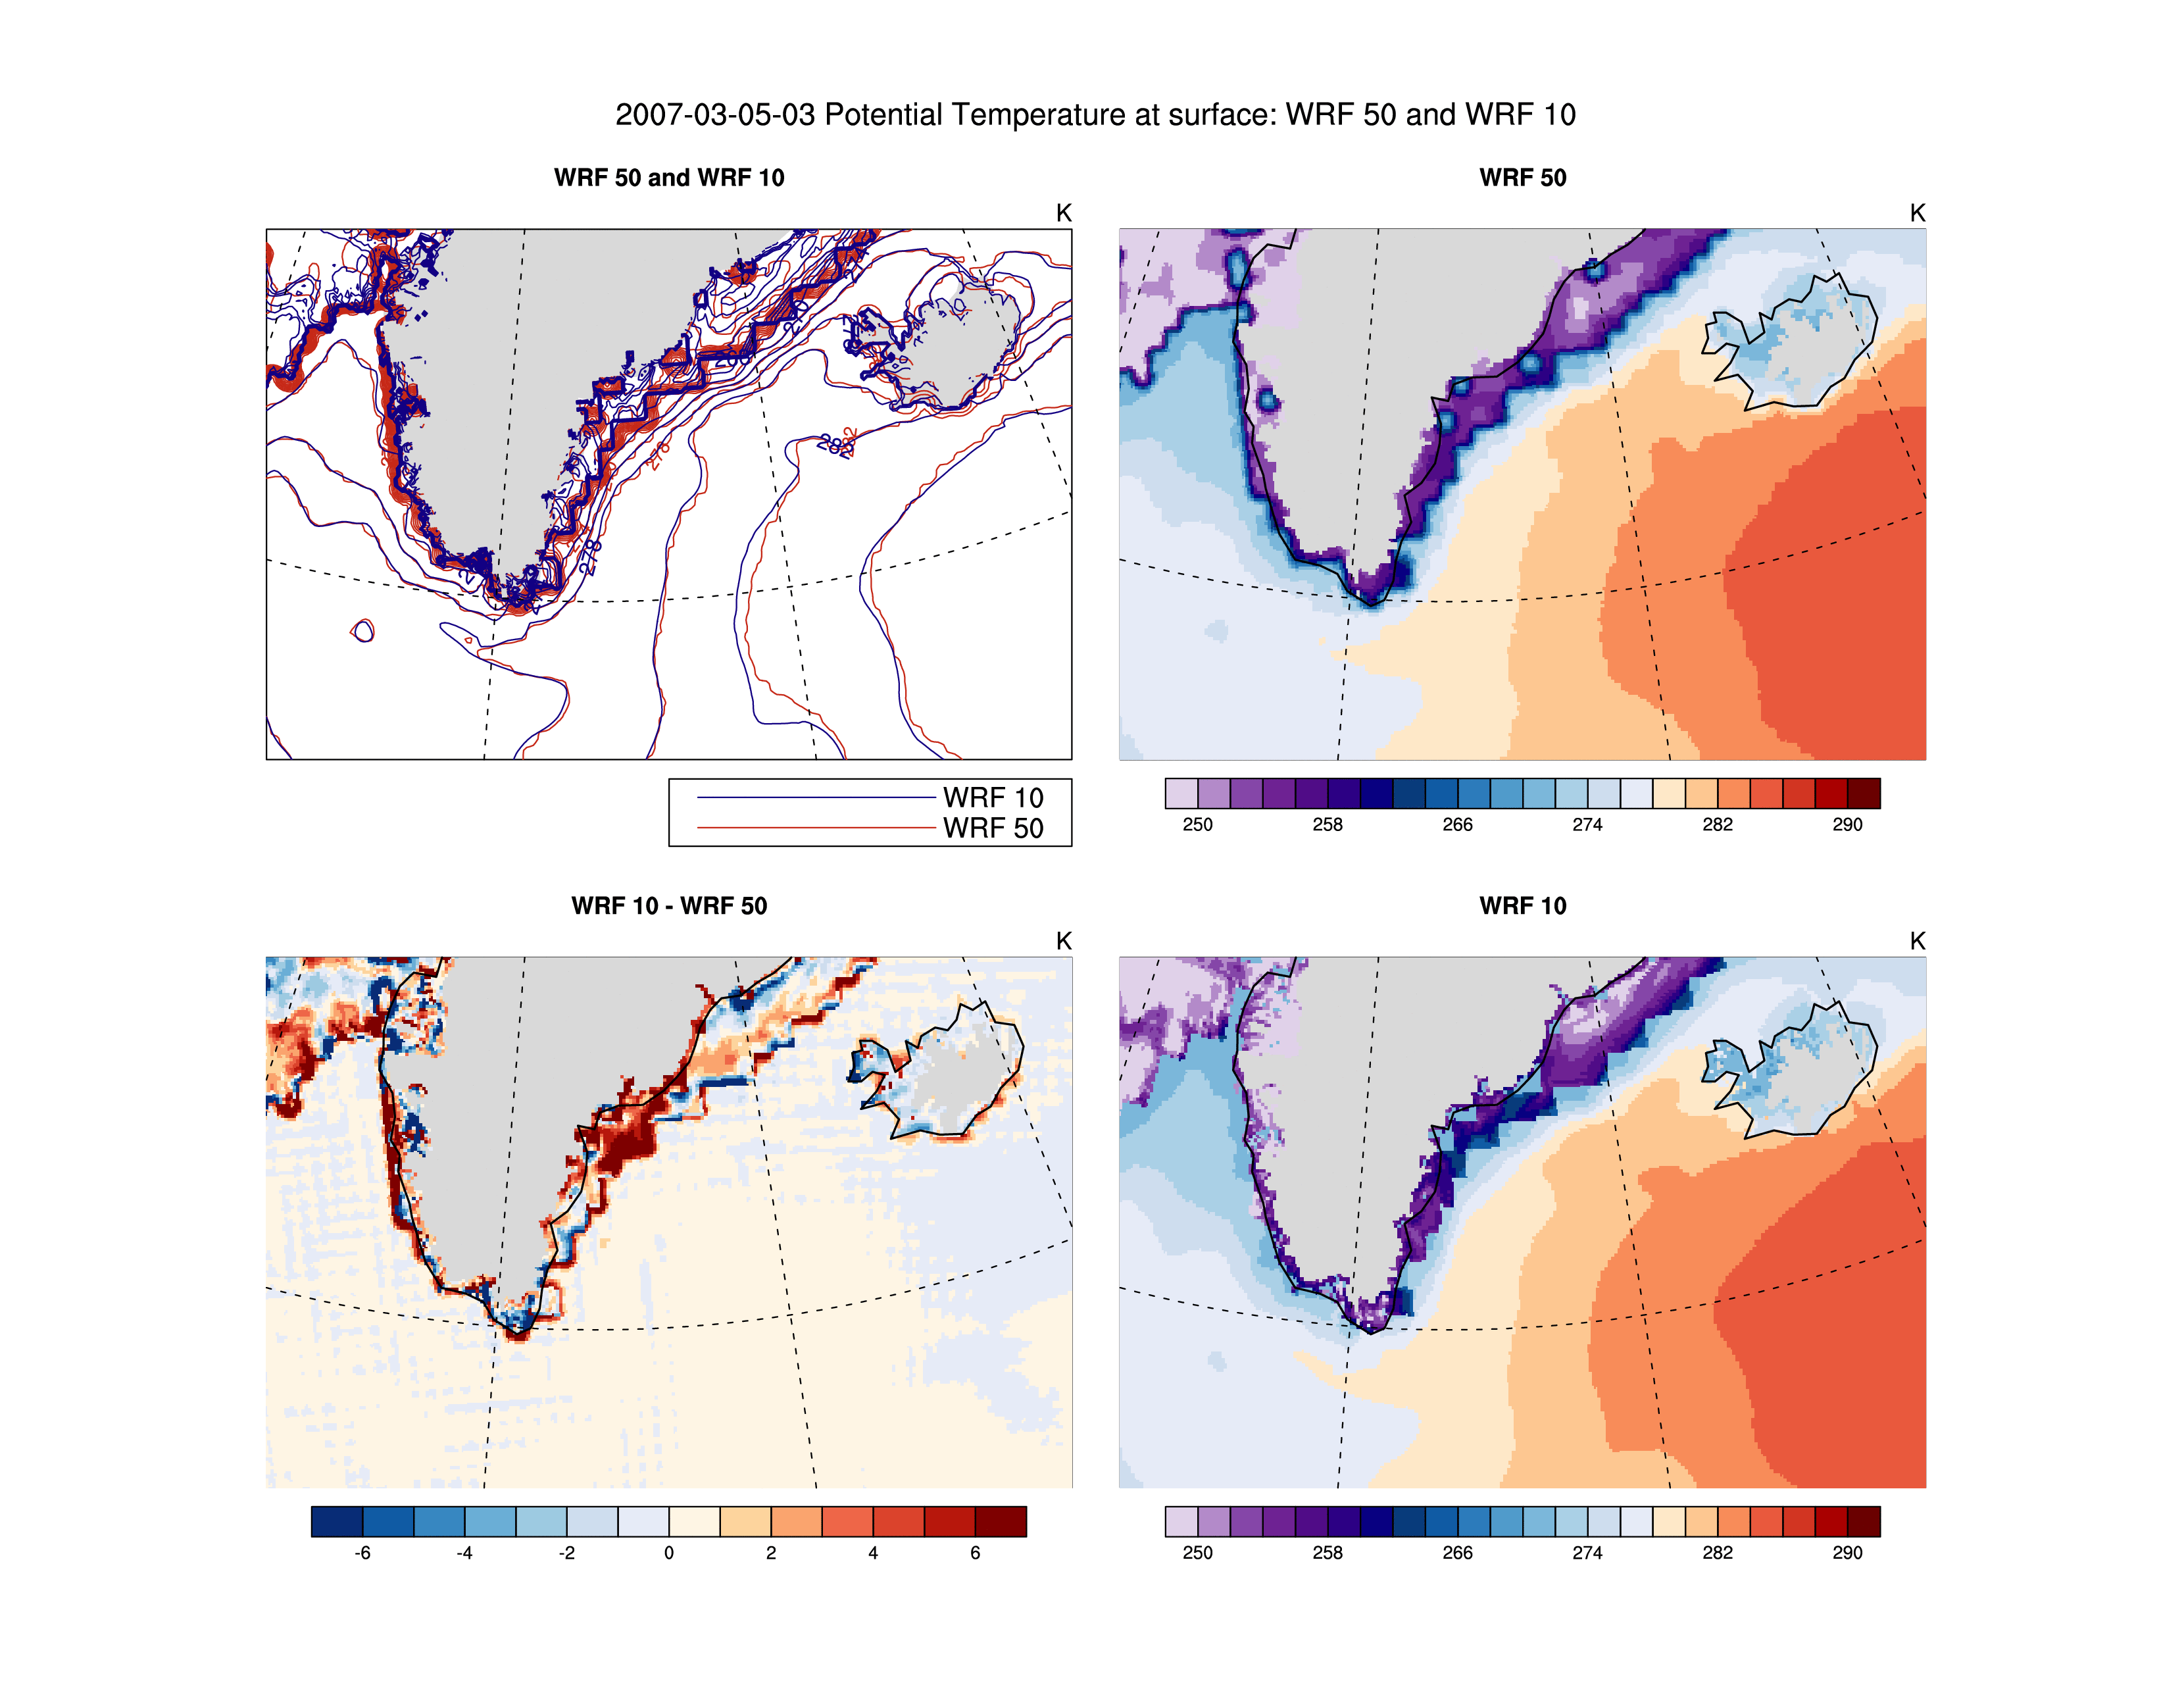 2007-03-05-03 Potential Temperature at surface: WRF 50 and WRF 10
WRF 50 and WRF 10
K
278
278
282
WRF 10
WRF 50
WRF 50
K
250 258 266 274 282 290
WRF 10 - WRF 50
K
-6 -4 -2 0 2 4 6
WRF 10
K
250 258 266 274 282 290